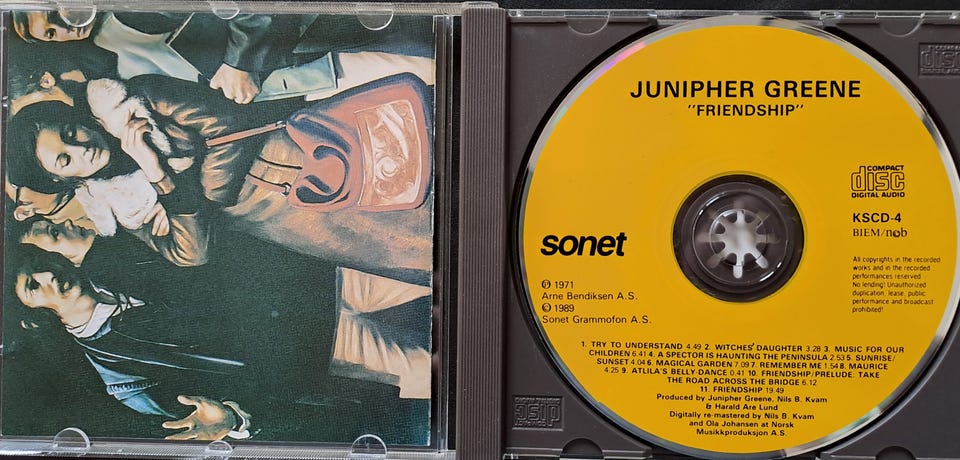 JUNIPHER GREENE
"FRIENDSHIP"
COMPACT
disc
DIGITAL AUDIO
KSCD-4
BIEM/ncb
sonet
All copyrights in the recorded
works and in the recorded
performances reserved
No lending! Unauthorized
duplication, lease, public
performance and broadcast
prohibited!
℗ 1971
Arne Bendiksen A.S.
© 1989
Sonet Grammofon A.S.
1. TRY TO UNDERSTAND 4.49 2. WITCHES' DAUGHTER 3.28 3. MUSIC FOR OUR
CHILDREN 6.41 4. A SPECTOR IS HAUNTING THE PENINSULA 2.53 5. SUNRISE/
SUNSET 4.04 6. MAGICAL GARDEN 7.09 7. REMEMBER ME 1.54 8. MAURICE
4.25 9. ATLILA'S BELLY-DANCE 0.41 10. FRIENDSHIP/PRELUDE: TAKE
THE ROAD ACROSS THE BRIDGE 6.12
11. FRIENDSHIP 19.49
Produced by Junipher Greene, Nils B. Kvam
& Harald Are Lund
Digitally re-mastered by Nils B. Kvam
and Ola Johansen at Norsk
Musikkproduksjon A.S.
disc
disc